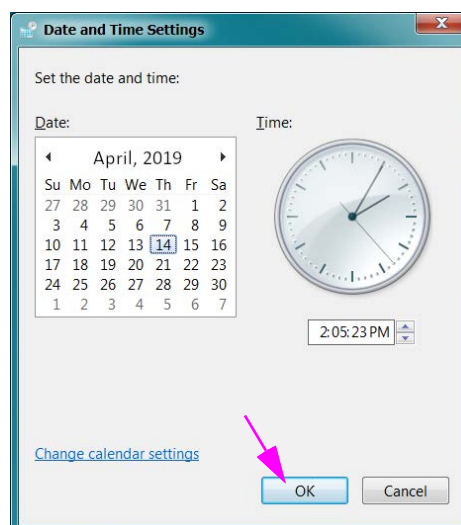 Date and Time Settings
X
Set the date and time:
Date: Time:
April, 2019
Su Mo Tu We Th Fr Sa
27 28 29 30 31 1 2
3 4 5 6 7 8 9
10 11 12 13 14 15 16
17 18 19 20 21 22 23
24 25 26 27 28 29 30
1 2 3 4 5 6 7
2:05:23 PM
Change calendar settings
OK Cancel